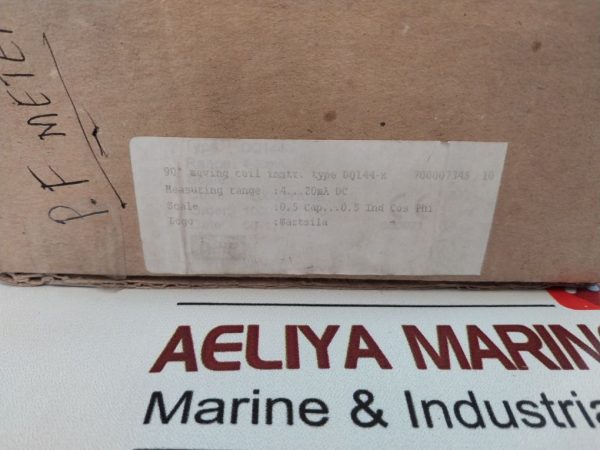 P.F METER
90° moving coil instr. type DQ144-x 700007345 10
Measuring range :4...20mA DC
Scale :0.5 Cap...0.5 Ind Cos Phi
Logo :Wartsila
AELIYA MARINE
Marine & Industria